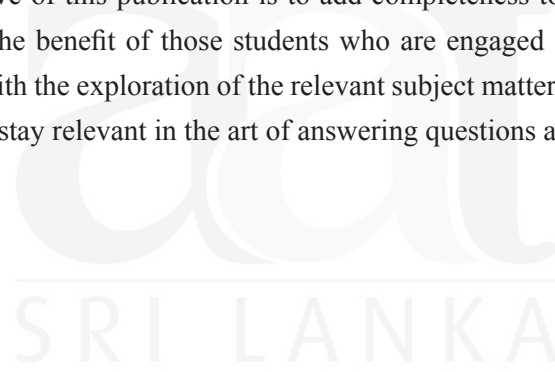 ve of this publication is to add completeness to
he benefit of those students who are engaged
ith the exploration of the relevant subject matter
stay relevant in the art of answering questions a
aat
SRI LANKA